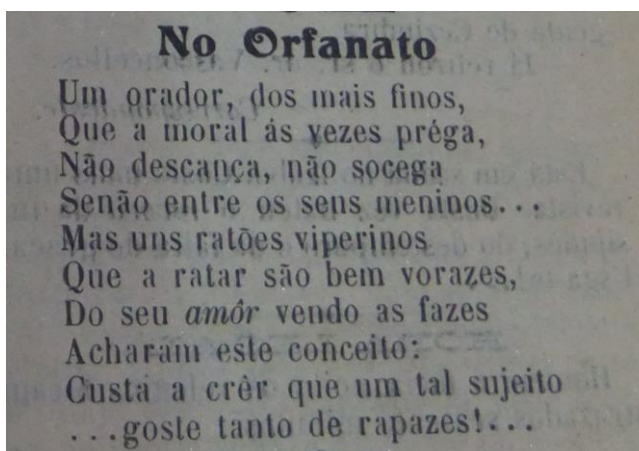 No Orfanato
Um orador, dos mais finos,
Que a moral ás vezes préga,
Não descança, não socega
Senão entre os seus meninos...
Mas uns ratões viperinos
Que a ratar são bem vorazes,
Do seu amôr vendo as fazes
Acharam este conceito:
Custa a crêr que um tal sujeito
...goste tanto de rapazes!...